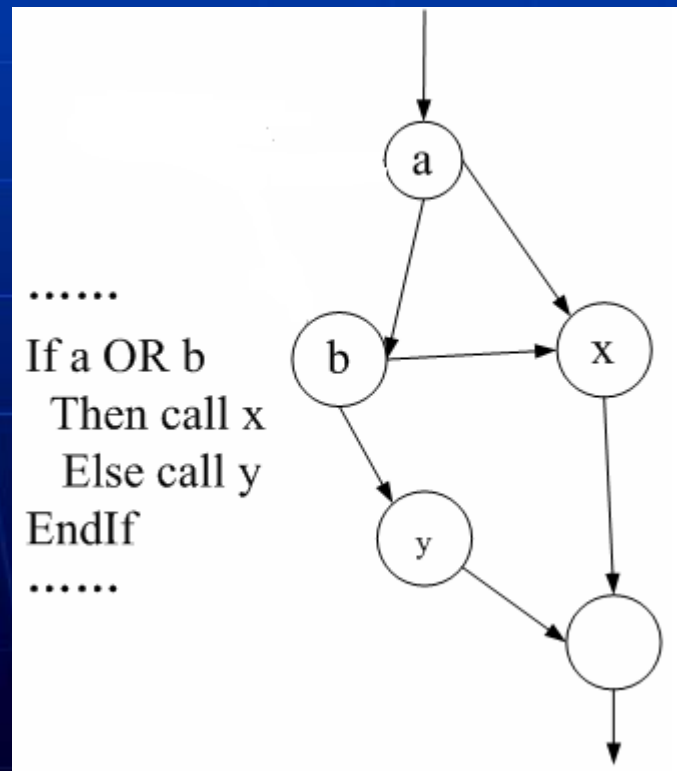 a
b
x
y
......
If a OR b
Then call x
Else call y
EndIf
......